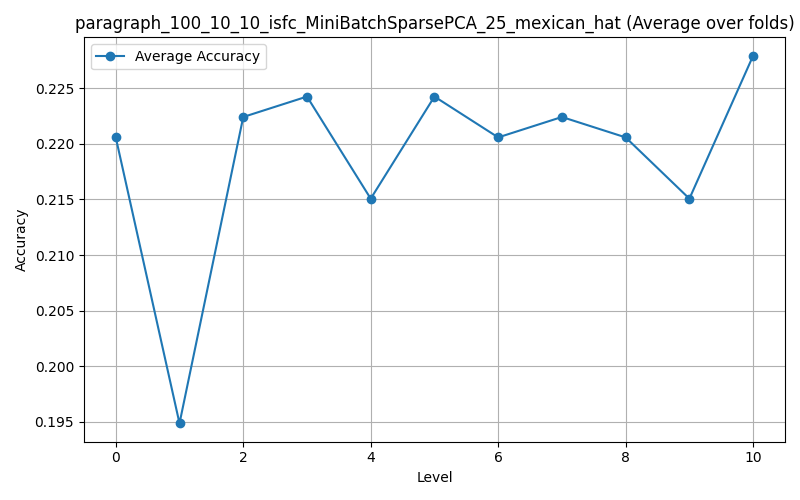 paragraph_100_10_10_isfc_MiniBatchSparsePCA_25_mexican_hat (Average over folds)
Average Accuracy
0.225
0.220
0.215
0.210
0.205
0.200
0.195
Accuracy
0 2 4 6 8 10
Level